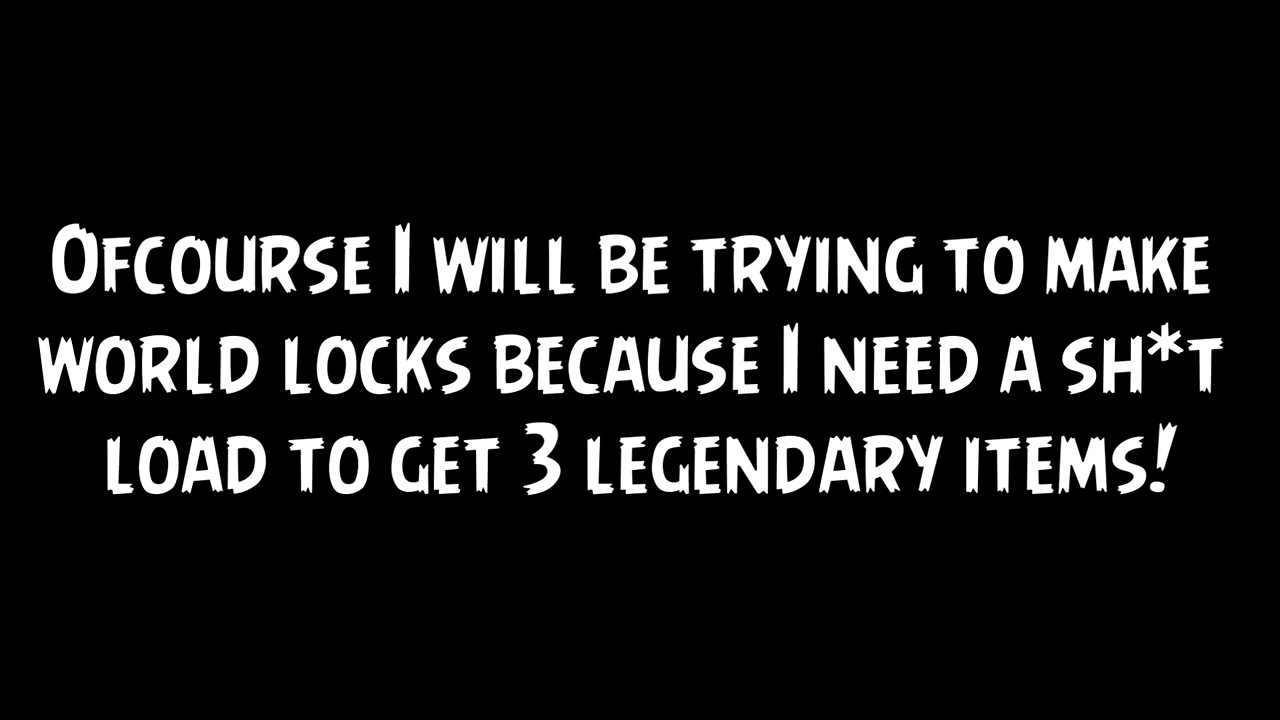 Ofcourse I will be trying to make
world locks because I need a sh*t
load to get 3 legendary items!